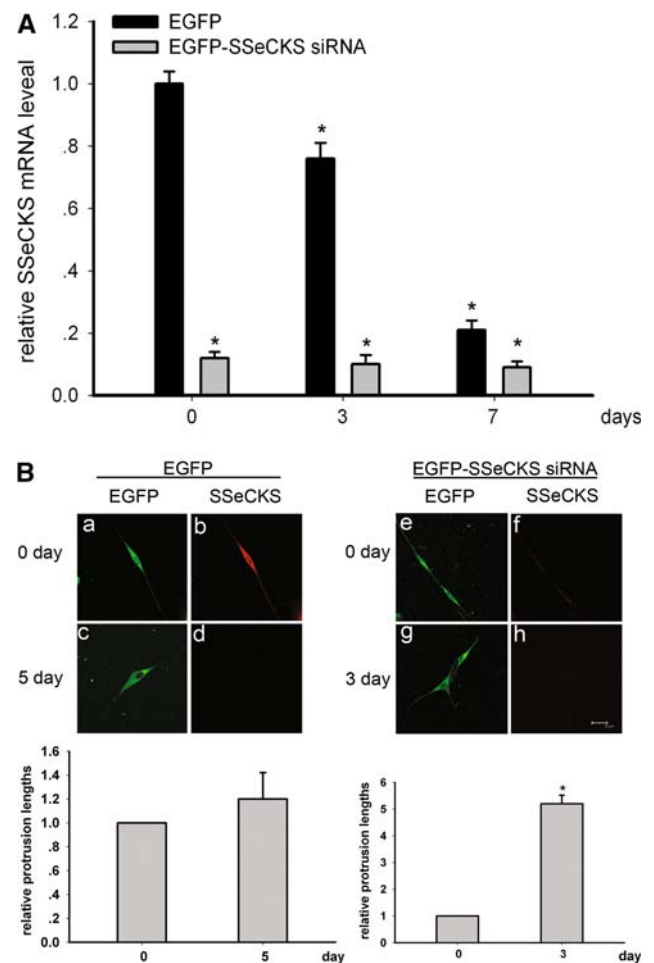 A
EGFP
EGFP-SSeCKS siRNA
relative SSeCKS mRNA leveal
1.2
1.0
.8
.6
.4
0.2
0.0
* * * * *
0 3 7 days
B
EGFP
EGFP SSeCKS
0 day
5 day
a b
c d
EGFP-SSeCKS siRNA
EGFP SSeCKS
0 day
3 day
e f
g h
relative protrusion lengths
1.6
1.4
1.2
1.0
.8
.6
.4
.2
0.0
0 5 day
relative protrusion lengths
6
5
4
3
2
1
0
*
0 3 day